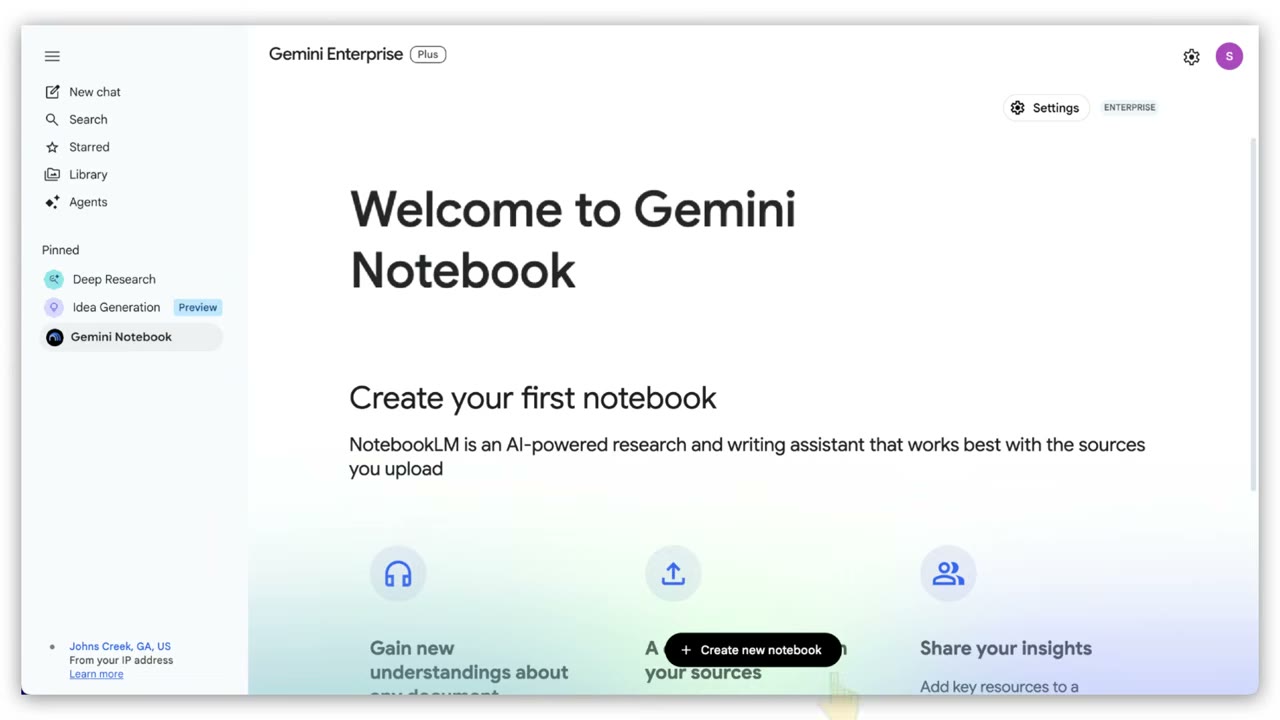 Gemini Enterprise Plus
S
New chat
Search
Starred
Library
Agents
Pinned
Deep Research
Idea Generation Preview
Gemini Notebook
Johns Creek, GA, US
From your IP address
Learn more
Settings ENTERPRISE
Welcome to Gemini
Notebook
Create your first notebook
NotebookLM is an AI-powered research and writing assistant that works best with the sources
you upload
Gain new
understandings about
any document
A
your sources
Create new notebook
Share your insights
Add key resources to a